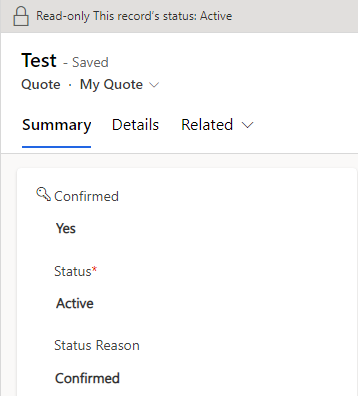 Read-only This record's status: Active
Test - Saved
Quote · My Quote
Summary Details Related
Confirmed
Yes
Status*
Active
Status Reason
Confirmed